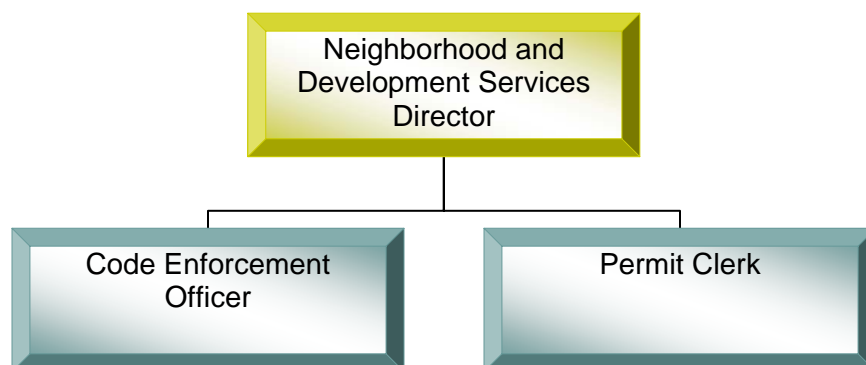 Neighborhood and
Development Services
Director
Code Enforcement
Officer
Permit Clerk